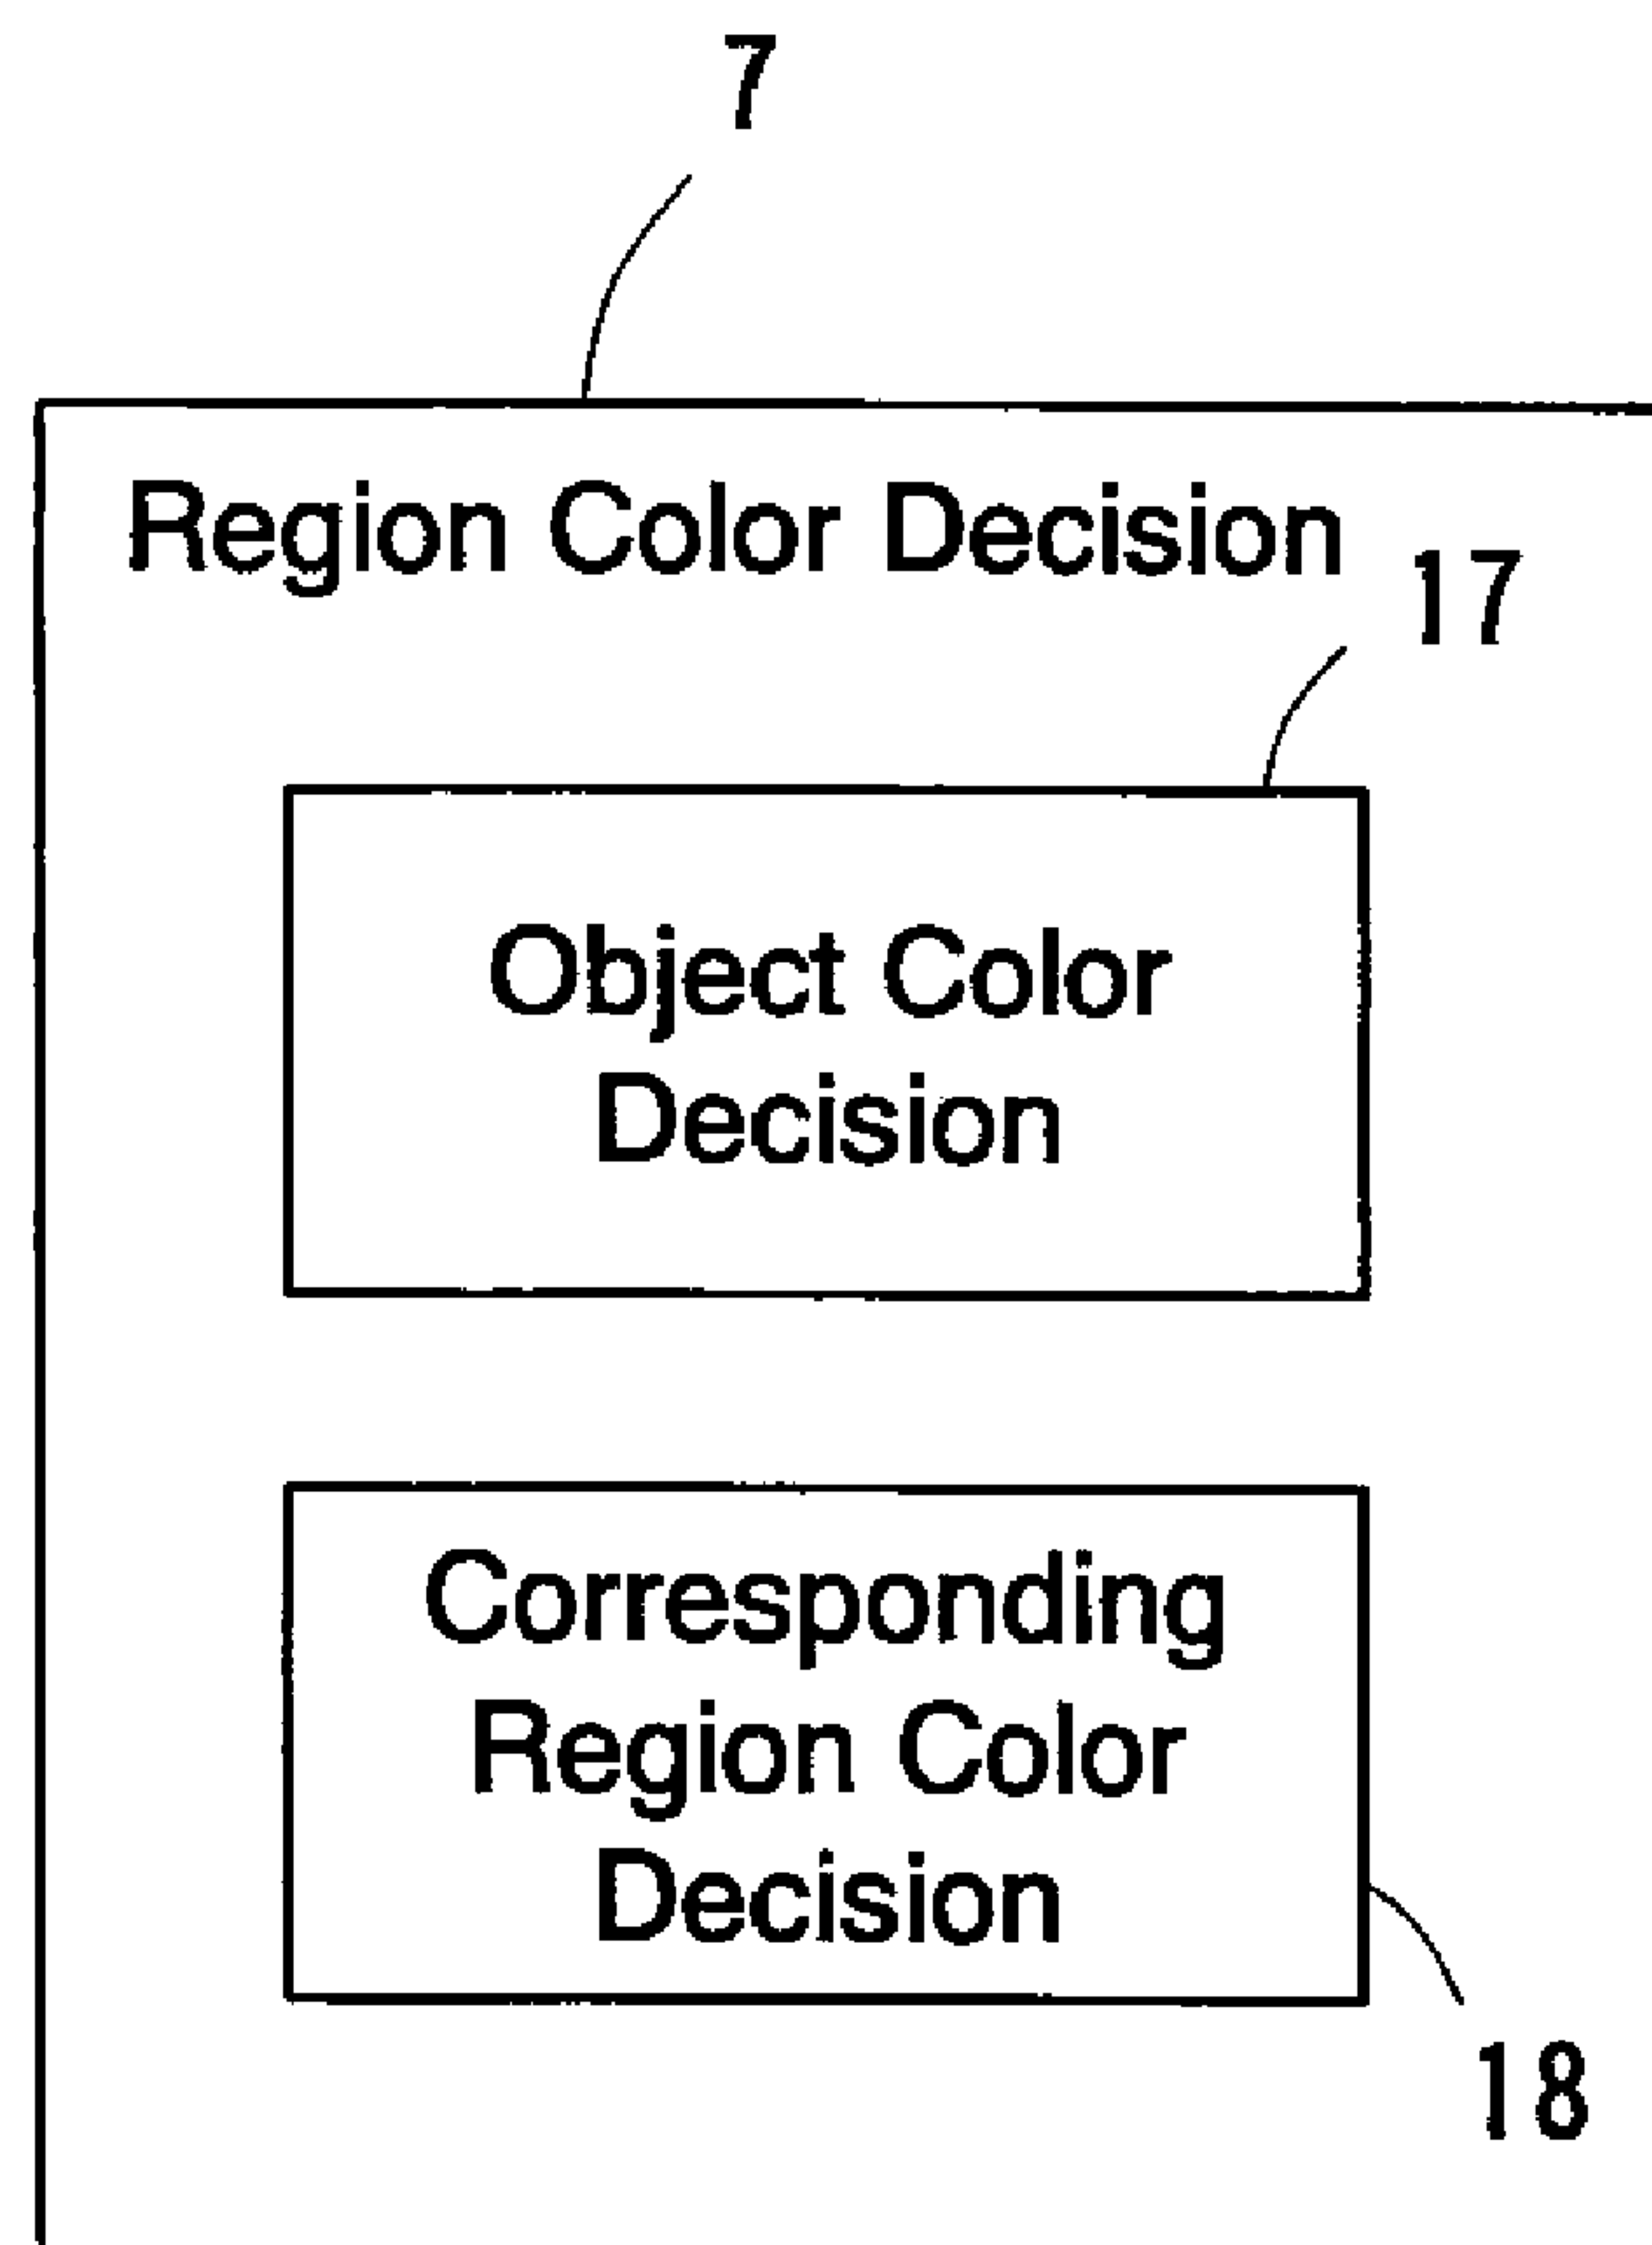 7
Region Color Decision
17
Object Color
Decision
Corresponding
Region Color
Decision
18